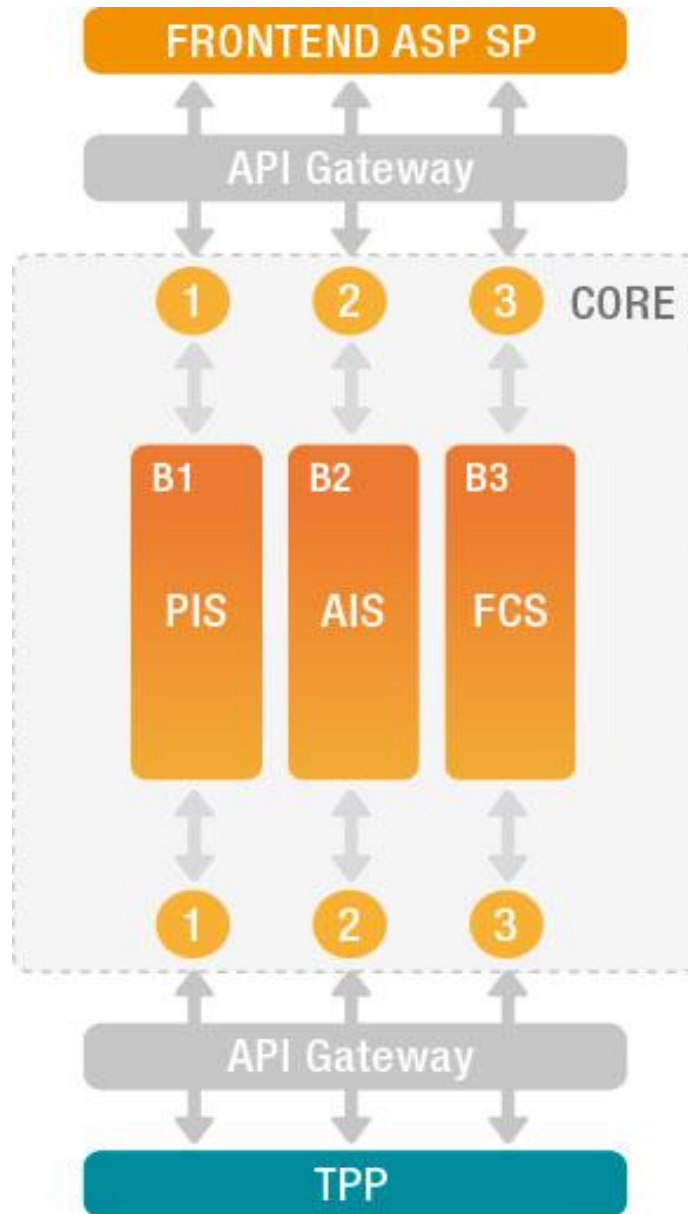 FRONTEND ASP SP
API Gateway
1 2 3 CORE
B1 B2 B3
PIS AIS FCS
1 2 3
API Gateway
TPP